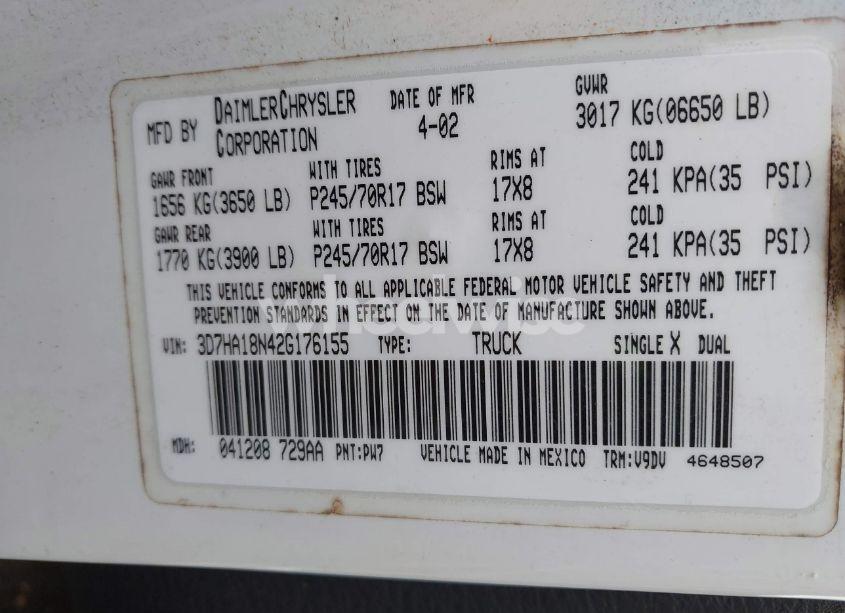 MFD BY DAIMLERCHRYSLER CORPORATION DATE OF MFR 4-02 GVWR 3017 KG(06650 LB)
GAWR FRONT WITH TIRES RIMS AT COLD
1656 KG(3650 LB) P245/70R17 BSW 17X8 241 KPA(35 PSI)
GAWR REAR WITH TIRES RIMS AT COLD
1770 KG(3900 LB) P245/70R17 BSW 17X8 241 KPA(35 PSI)
THIS VEHICLE CONFORMS TO ALL APPLICABLE FEDERAL MOTOR VEHICLE SAFETY AND THEFT
PREVENTION STANDARDS IN EFFECT ON THE DATE OF MANUFACTURE SHOWN ABOVE.
VIN: 3D7HA18N42G176155 TYPE: TRUCK SINGLE X DUAL
MDH: 041208 729AA PNT:PW7 VEHICLE MADE IN MEXICO TRM:V9DV 4648507